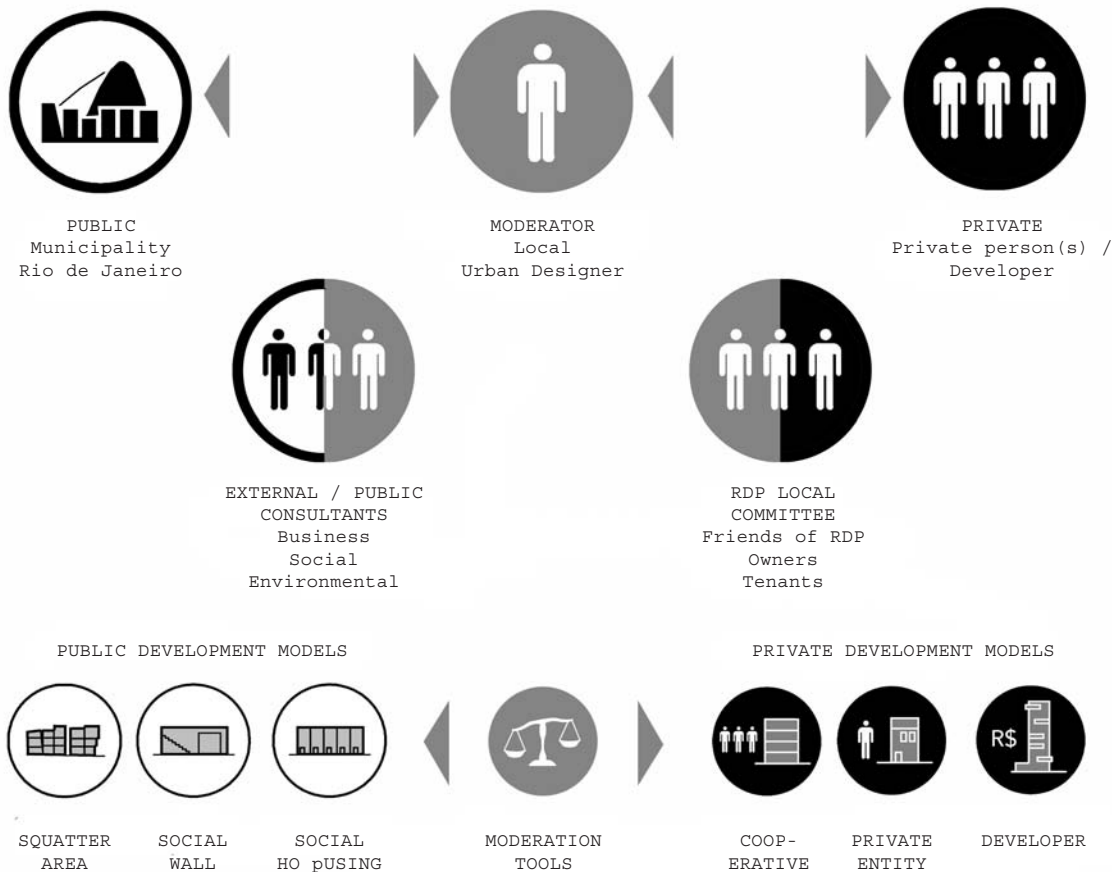 PUBLIC
Municipality
Rio de Janeiro
MODERATOR
Local
Urban Designer
PRIVATE
Private person(s) /
Developer
EXTERNAL / PUBLIC
CONSULTANTS
Business
Social
Environmental
RDP LOCAL
COMMITTEE
Friends of RDP
Owners
Tenants
PUBLIC DEVELOPMENT MODELS
PRIVATE DEVELOPMENT MODELS
R$
SQUATTER
AREA
SOCIAL
WALL
SOCIAL
HO pUSING
MODERATION
TOOLS
COOP-
ERATIVE
PRIVATE
ENTITY
DEVELOPER